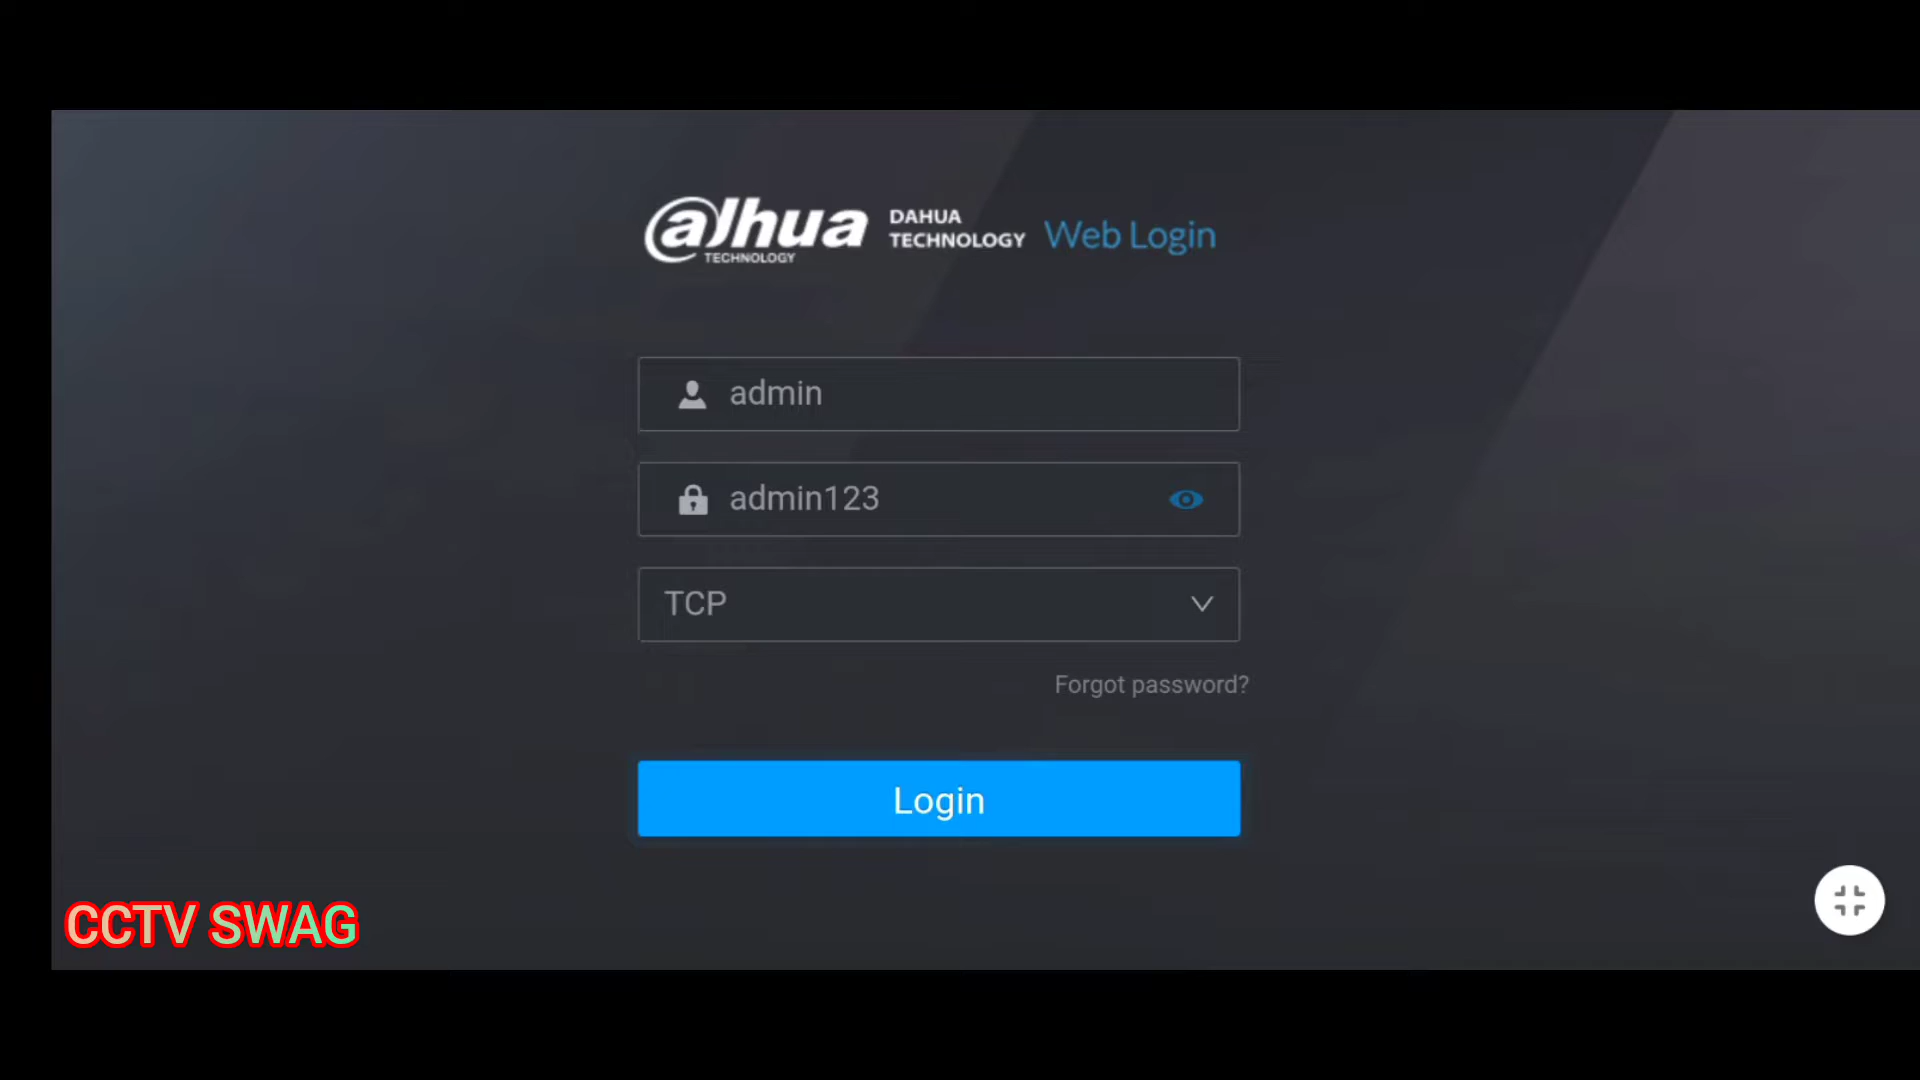 alhua
TECHNOLOGY
DAHUA
TECHNOLOGY
Web Login
admin
admin123
TCP
Forgot password?
Login
CCTV SWAG